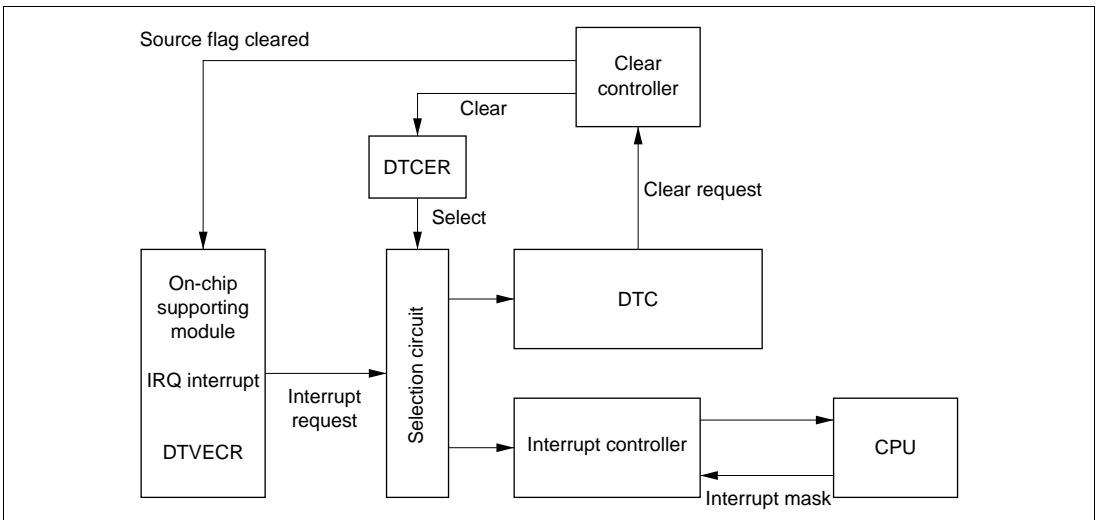 Source flag cleared
Clear
controller
Clear
DTCER
Clear request
Select
On-chip
supporting
module
IRQ interrupt
DTVECR
Interrupt
request
Selection circuit
DTC
Interrupt controller
CPU
Interrupt mask